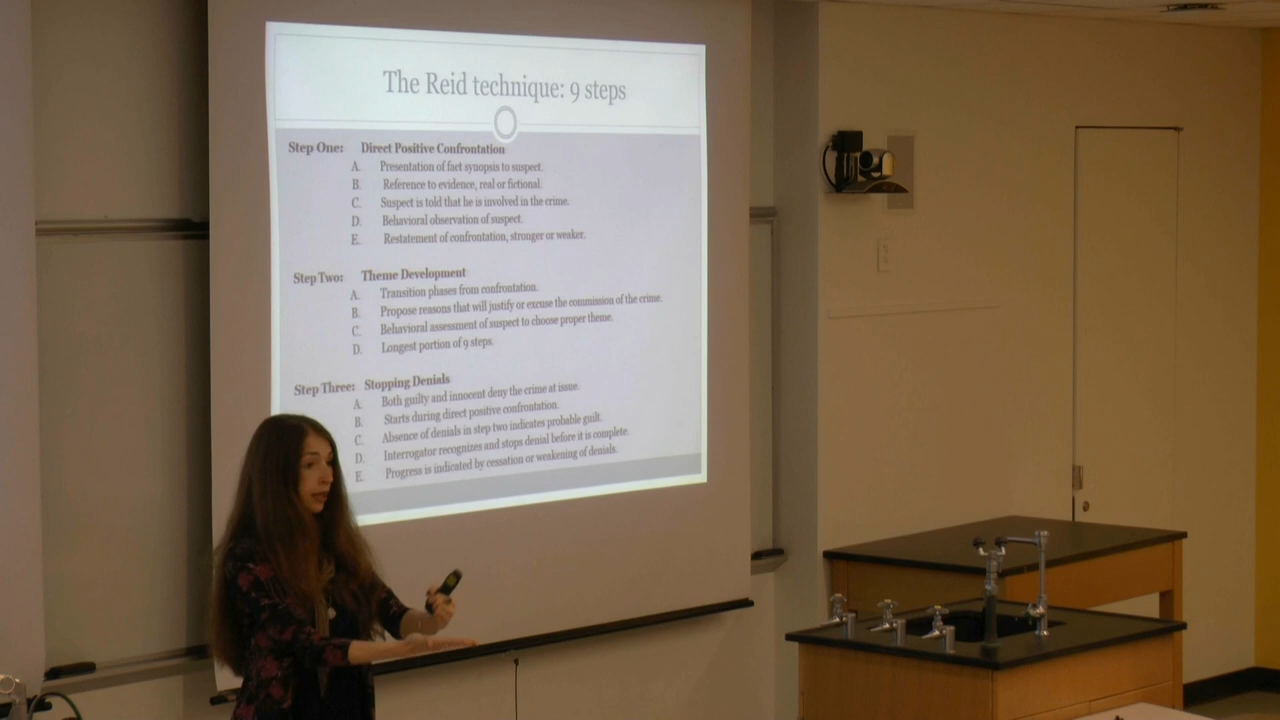 The Reid technique: 9 steps
Step One: Direct Positive Confrontation
A. Presentation of fact synopsis to suspect.
B. Reference to evidence, real or fictional.
C. Suspect is told that he is involved in the crime.
D. Behavioral observation of suspect.
E. Restatement of confrontation, stronger or weaker.
Step Two: Theme Development
A. Transition phases from confrontation.
B. Propose reasons that will justify or excuse the commission of the crime.
C. Behavioral assessment of suspect to choose proper theme.
D. Longest portion of 9 steps.
Step Three: Stopping Denials
A. Both guilty and innocent deny the crime at issue.
B. Starts during direct positive confrontation.
C. Absence of denials in step two indicates probable guilt.
D. Interrogator recognizes and stops denial before it is complete.
E. Progress is indicated by cessation or weakening of denials.